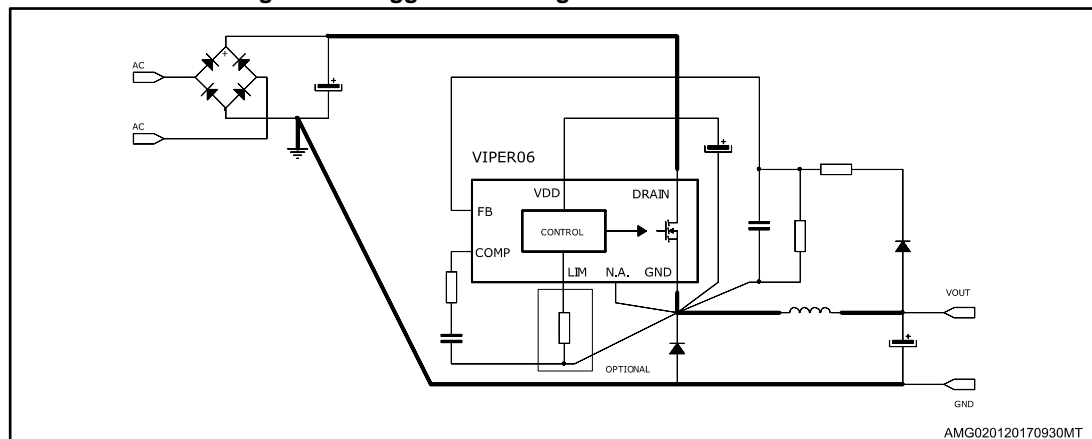 AC
AC
VIPER06
VDD
DRAIN
FB
CONTROL
COMP
LIM
N.A.
GND
VOUT
OPTIONAL
GND
AMG020120170930MT